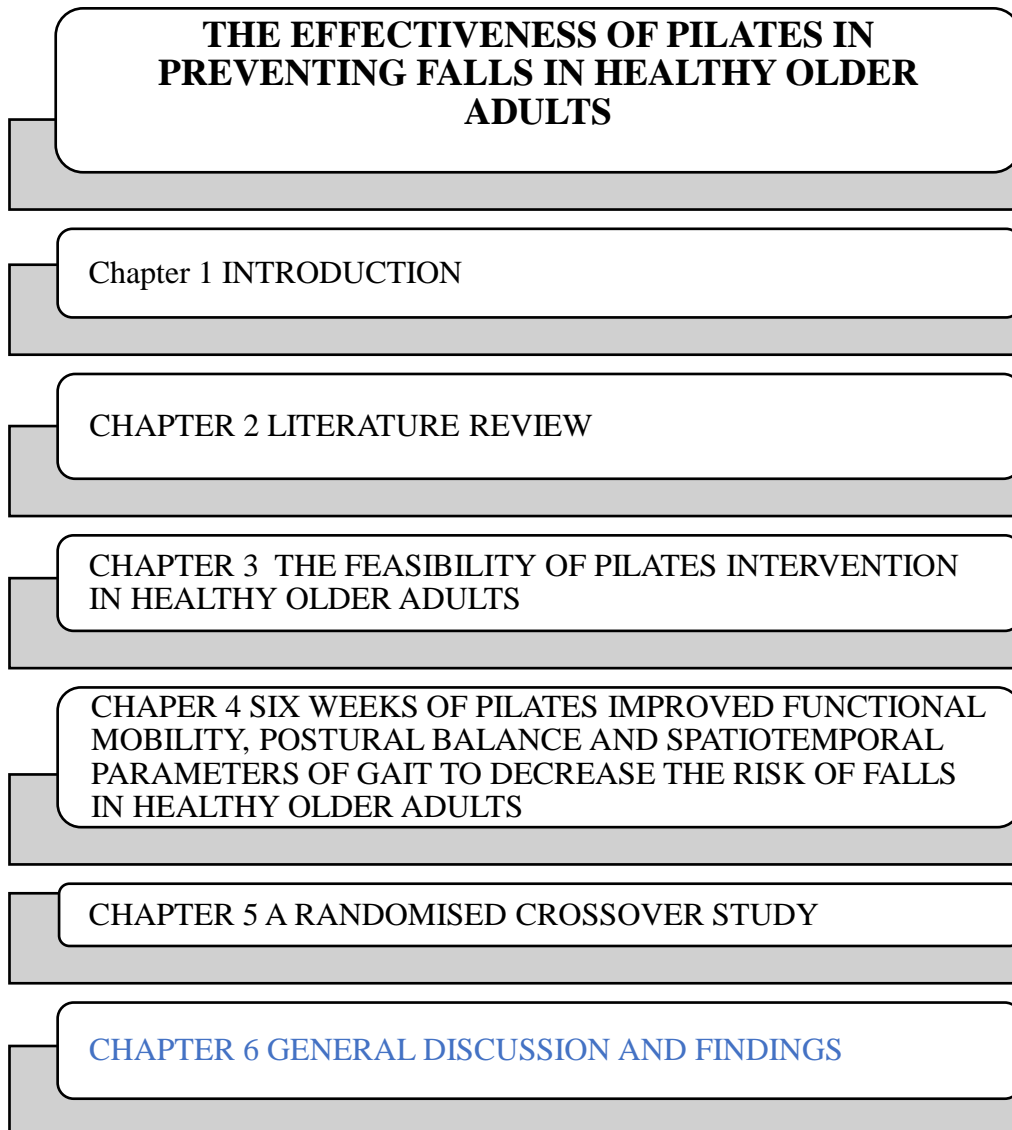 THE EFFECTIVENESS OF PILATES IN
PREVENTING FALLS IN HEALTHY OLDER
ADULTS
Chapter 1 INTRODUCTION
CHAPTER 2 LITERATURE REVIEW
CHAPTER 3  THE FEASIBILITY OF PILATES INTERVENTION
IN HEALTHY OLDER ADULTS
CHAPER 4 SIX WEEKS OF PILATES IMPROVED FUNCTIONAL
MOBILITY, POSTURAL BALANCE AND SPATIOTEMPORAL
PARAMETERS OF GAIT TO DECREASE THE RISK OF FALLS
IN HEALTHY OLDER ADULTS
CHAPTER 5 A RANDOMISED CROSSOVER STUDY
CHAPTER 6 GENERAL DISCUSSION AND FINDINGS